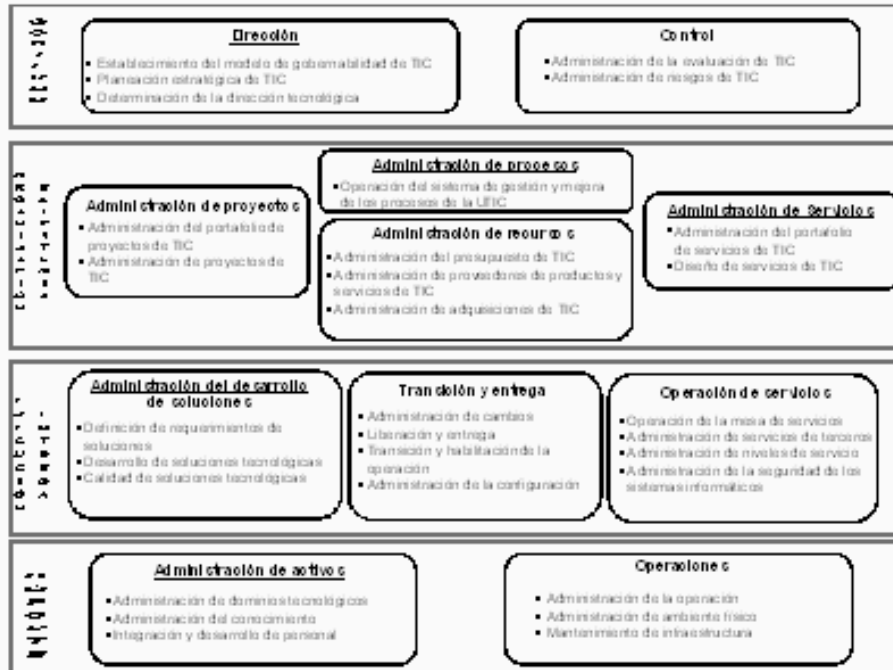 Dirección
Establecimiento del modelo de gobernabilidad de TIC
Planeación estratégica de TIC
Determinación de la dirección tecnológica
Control
Administración de la evaluación de TIC
Administración de riesgos de TIC
Administración de procesos
Operación del sistema de gestión y mejora
de los procesos de la UTIC
Administración de proyectos
Administración del portafolio de
proyectos de TIC
Administración de proyectos de
TIC
Administración de recursos
Administración del presupuesto de TIC
Administración de proveedores de productos y
servicios de TIC
Administración de adquisiciones de TIC
Administración de Servicios
Administración del portafolio
de servicios de TIC
Diseño de servicios de TIC
Administración del desarrollo
de soluciones
Definición de requerimientos de
soluciones
Desarrollo de soluciones tecnológicas
Calidad de soluciones tecnológicas
Transición y entrega
Administración de cambios
Liberación y entrega
Transición y habilitación de la
operación
Administración de la configuración
Operación de servicios
Operación de la mesa de servicios
Administración de servicios de terceros
Administración de niveles de servicio
Administración de la seguridad de los
sistemas informáticos
Administración de activos
Administración de dominios tecnológicos
Administración del conocimiento
Integración y desarrollo de personal
Operaciones
Administración de la operación
Administración de ambiente físico
Mantenimiento de infraestructura